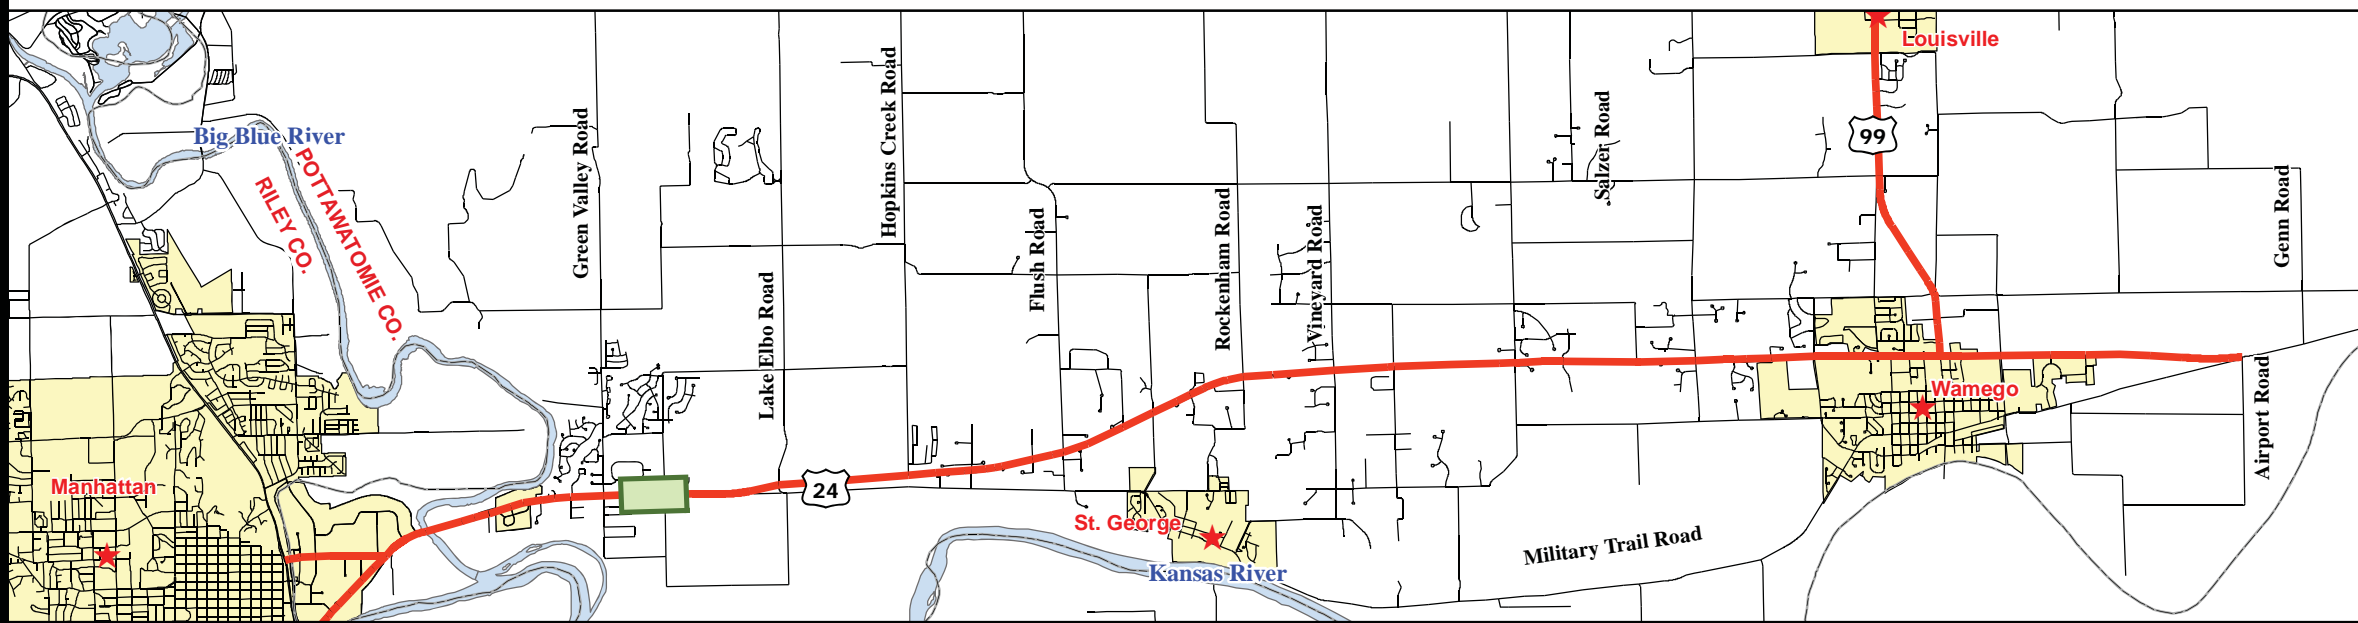 Louisville
99
Big Blue River
POTTAWATOMIE CO.
RILEY CO.
Green Valley Road
Hopkins Creek Road
Salzer Road
Genn Road
Flush Road
Rockenham Road
Vineyard Road
Lake Elbo Road
Wamego
Airport Road
Manhattan
24
St. George
Military Trail Road
Kansas River